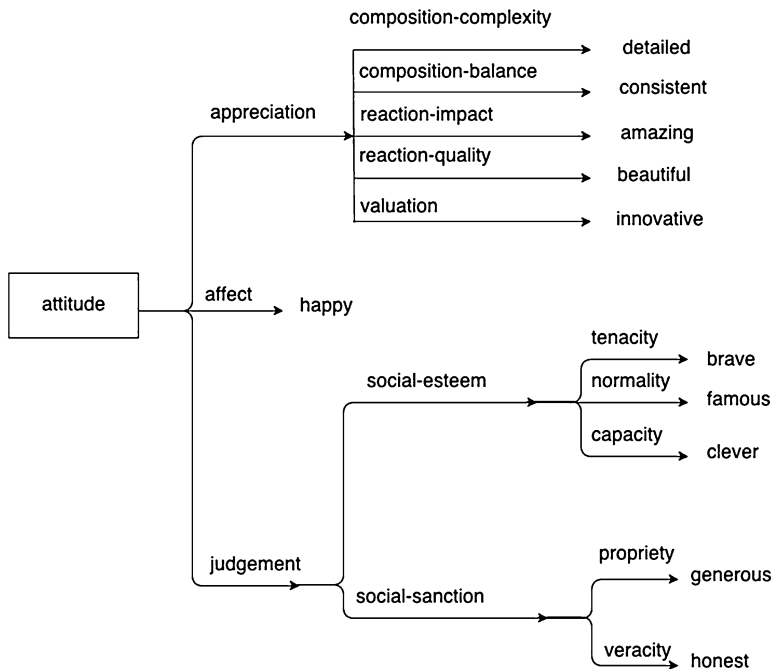 composition-complexity
detailed
composition-balance
consistent
appreciation
reaction-impact
amazing
reaction-quality
beautiful
valuation
innovative
attitude
affect
happy
social-esteem
tenacity
brave
normality
famous
capacity
clever
judgement
social-sanction
propriety
generous
veracity
honest